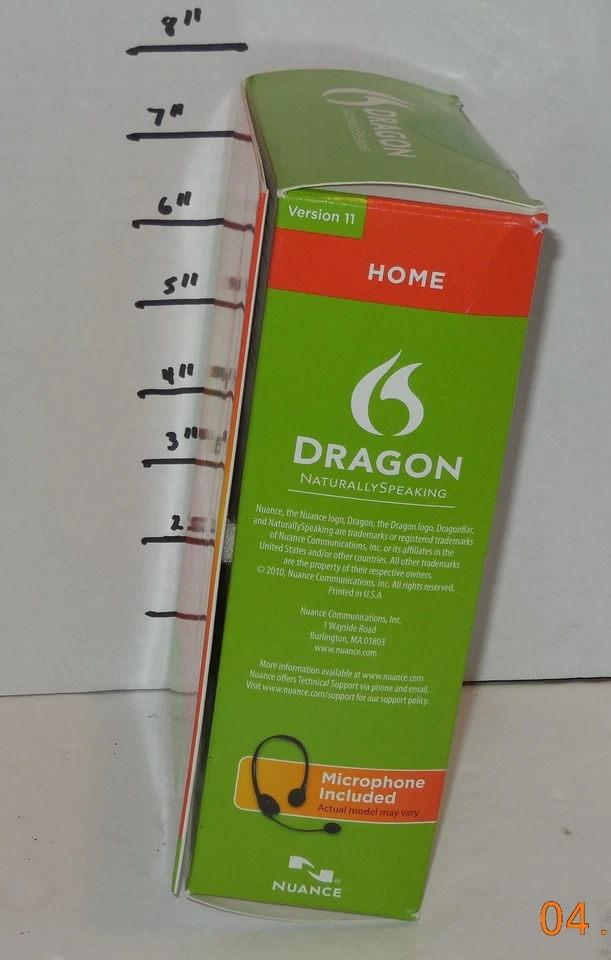 8"
7"
6"
5"
4"
3"
2
DRAGON
NATURALLYSPEAKING
Version 11
HOME
DRAGON
NATURALLYSPEAKING
Nuance, the Nuance logo, Dragon, the Dragon logo, DragonBar,
and NaturallySpeaking are trademarks or registered trademarks
of Nuance Communications, Inc. or its affiliates in the
United States and/or other countries. All other trademarks
are the property of their respective owners.
© 2010, Nuance Communications, Inc. All rights reserved.
Printed in U.S.A
Nuance Communications, Inc.
1 Wayside Road
Burlington, MA 01803
www.nuance.com
More information available at www.nuance.com
Nuance offers Technical Support via phone and email.
Visit www.nuance.com/support for our support policy.
Microphone
Included
Actual model may vary
NUANCE
04.